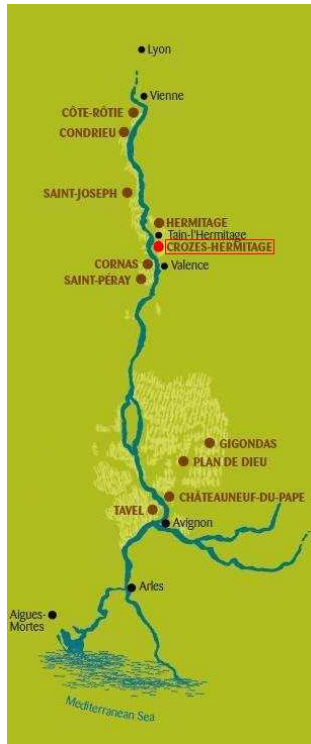 Lyon
Vienne
CÔTE-RÔTIE
CONDRIEU
SAINT-JOSEPH
HERMITAGE
Tain-l'Hermitage
CROZES-HERMITAGE
CORNAS
Valence
SAINT-PÉRAY
GIGONDAS
PLAN DE DIEU
CHÂTEAUNEUF-DU-PAPE
TAVEL
Avignon
Arles
Aigues-
Mortes
Mediterranean Sea